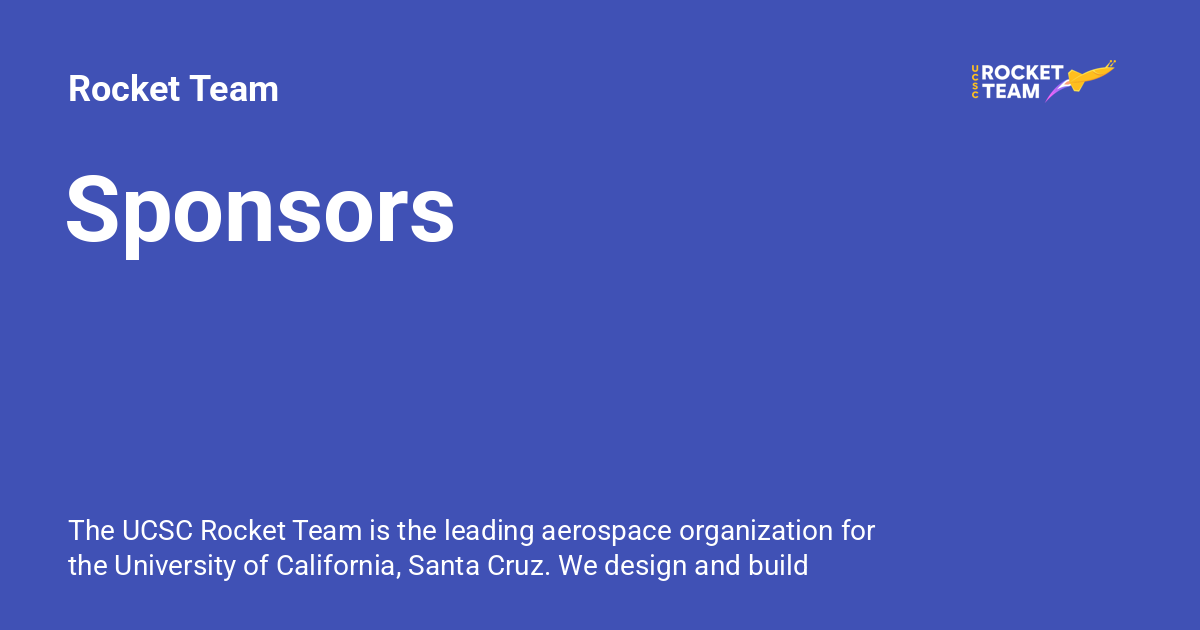 Rocket Team
UCSC
ROCKET
TEAM
Sponsors
The UCSC Rocket Team is the leading aerospace organization for
the University of California, Santa Cruz. We design and build